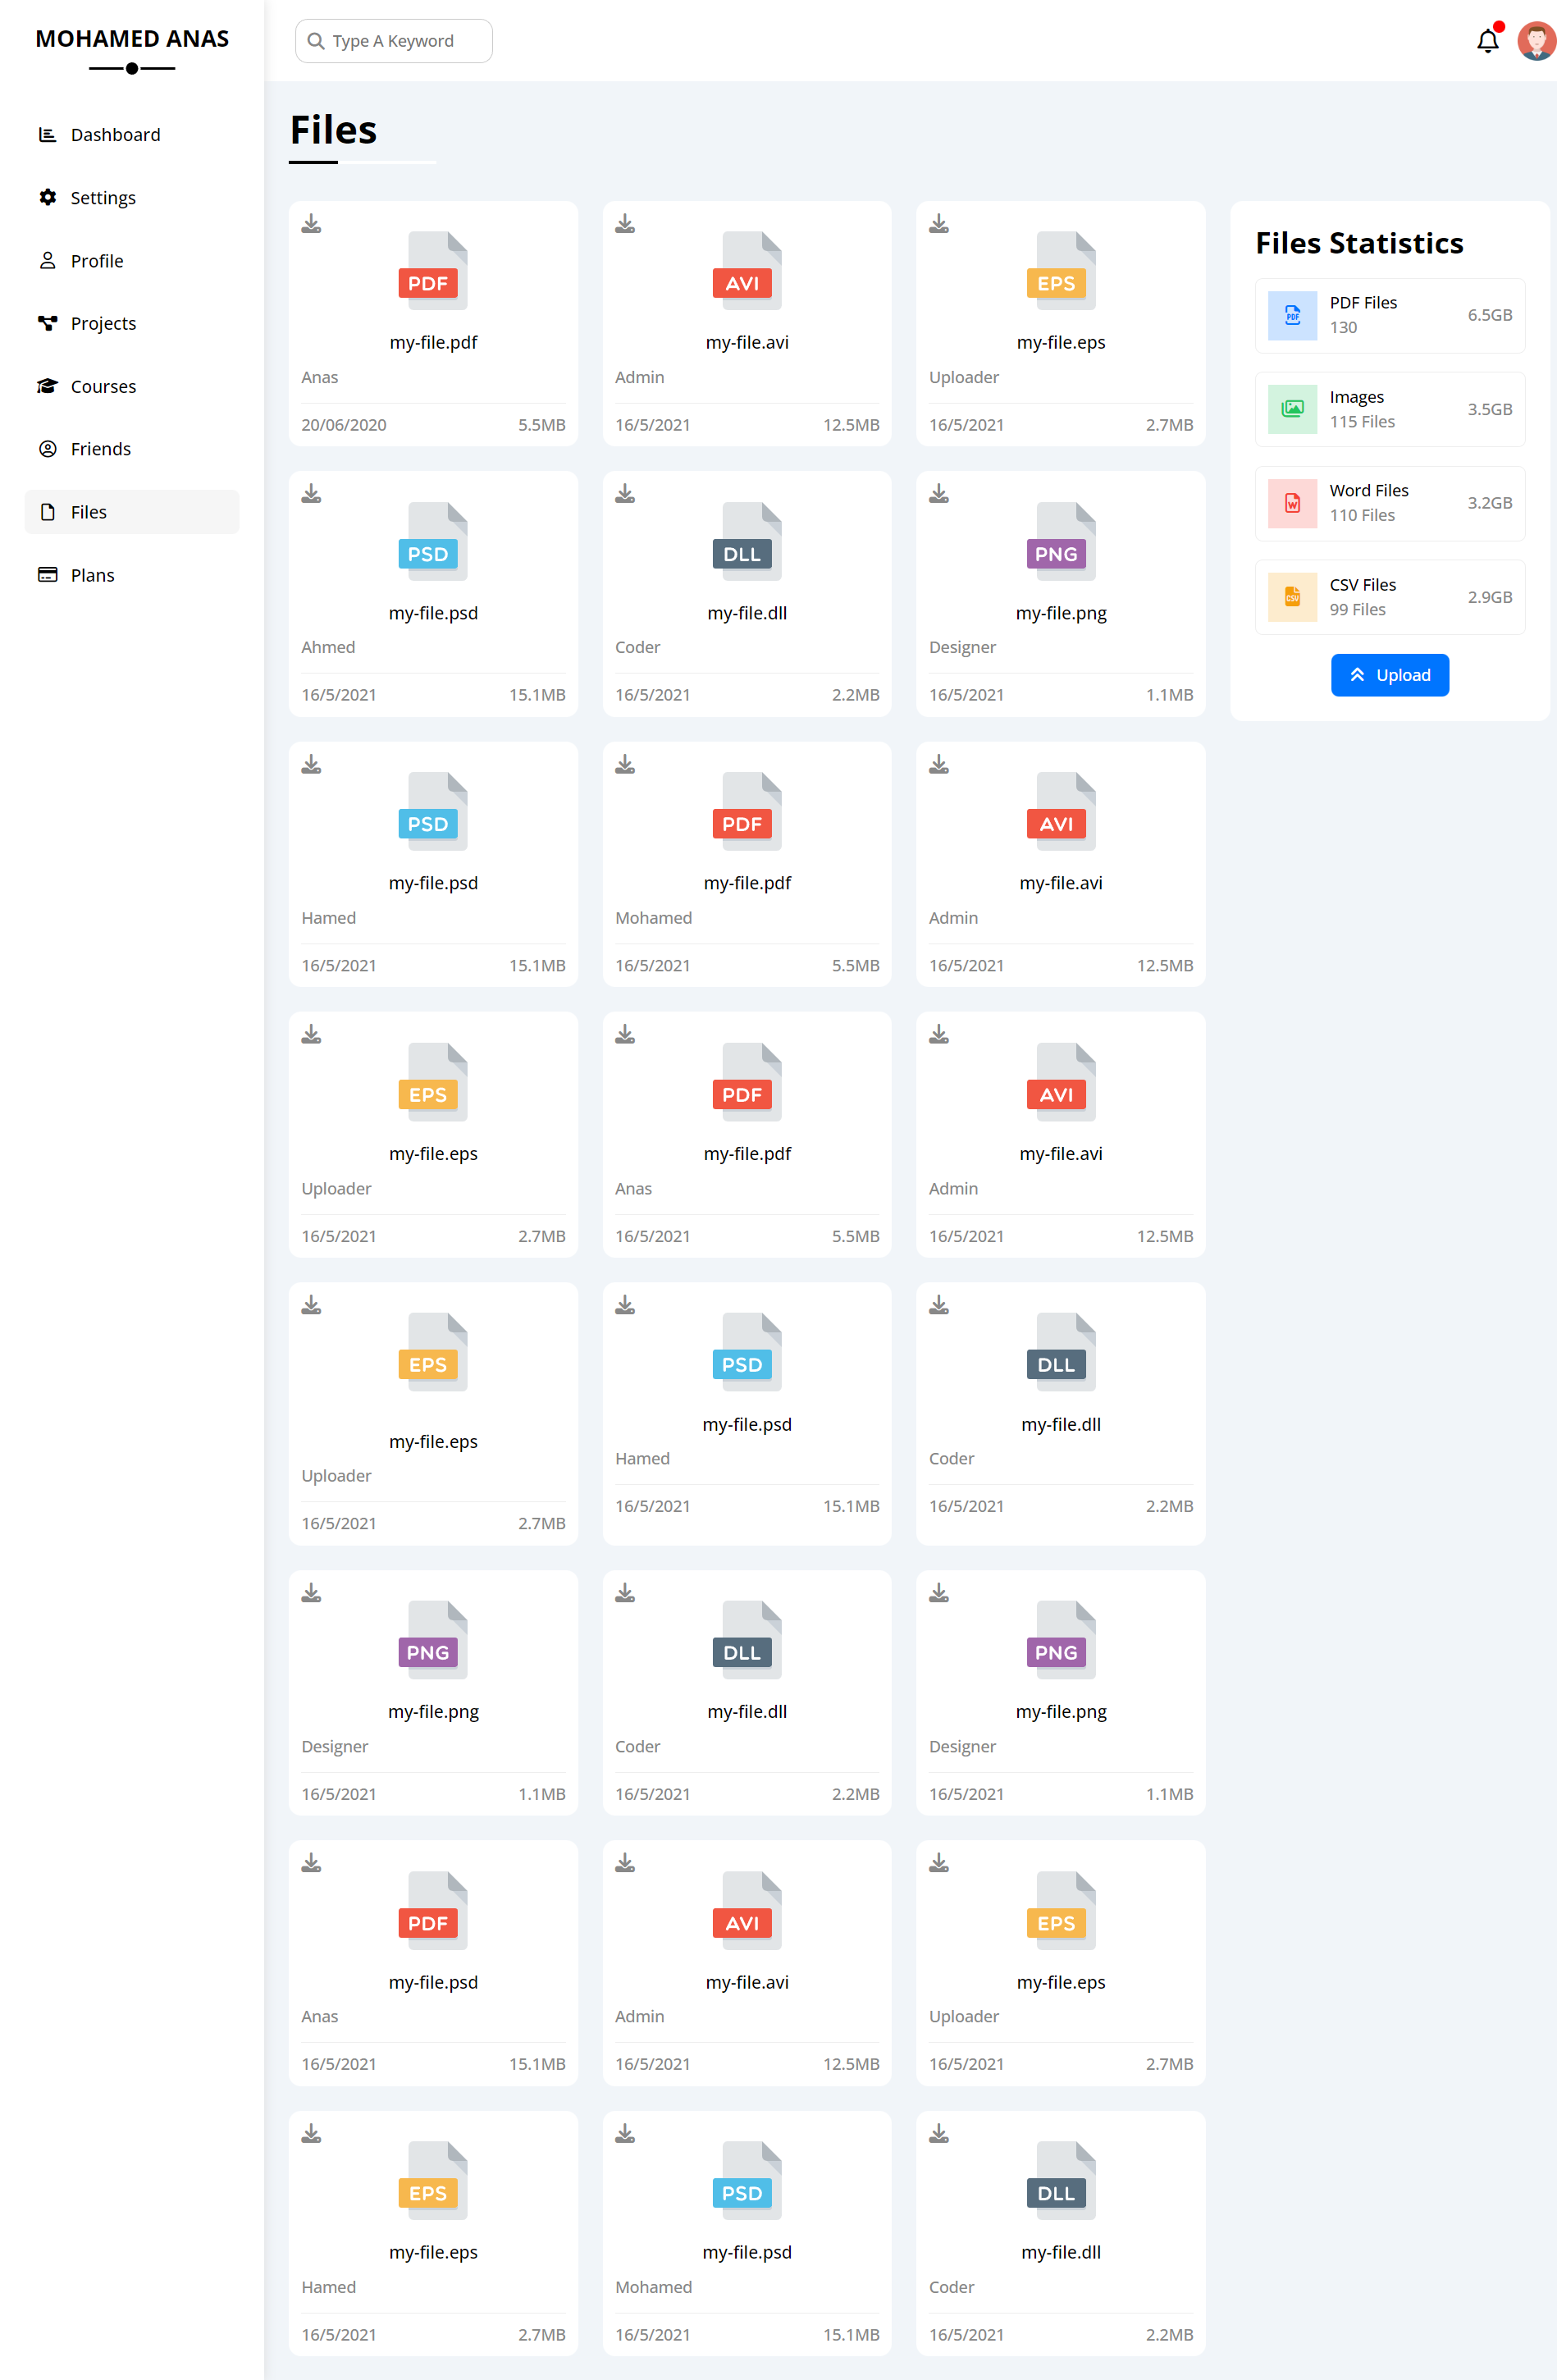 MOHAMED ANAS
Dashboard
Settings
Profile
Projects
Courses
Friends
Files
Plans
Type A Keyword
Files
PDF
my-file.pdf
Anas
20/06/2020 5.5MB
AVI
my-file.avi
Admin
16/5/2021 12.5MB
EPS
my-file.eps
Uploader
16/5/2021 2.7MB
PSD
my-file.psd
Ahmed
16/5/2021 15.1MB
DLL
my-file.dll
Coder
16/5/2021 2.2MB
PNG
my-file.png
Designer
16/5/2021 1.1MB
PSD
my-file.psd
Hamed
16/5/2021 15.1MB
PDF
my-file.pdf
Mohamed
16/5/2021 5.5MB
AVI
my-file.avi
Admin
16/5/2021 12.5MB
EPS
my-file.eps
Uploader
16/5/2021 2.7MB
PDF
my-file.pdf
Anas
16/5/2021 5.5MB
AVI
my-file.avi
Admin
16/5/2021 12.5MB
EPS
my-file.eps
Uploader
16/5/2021 2.7MB
PSD
my-file.psd
Hamed
16/5/2021 15.1MB
DLL
my-file.dll
Coder
16/5/2021 2.2MB
PNG
my-file.png
Designer
16/5/2021 1.1MB
DLL
my-file.dll
Coder
16/5/2021 2.2MB
PNG
my-file.png
Designer
16/5/2021 1.1MB
PDF
my-file.psd
Anas
16/5/2021 15.1MB
AVI
my-file.avi
Admin
16/5/2021 12.5MB
EPS
my-file.eps
Uploader
16/5/2021 2.7MB
EPS
my-file.eps
Hamed
16/5/2021 2.7MB
PSD
my-file.psd
Mohamed
16/5/2021 15.1MB
DLL
my-file.dll
Coder
16/5/2021 2.2MB
Files Statistics
PDF
PDF Files
130
6.5GB
Images
115 Files
3.5GB
W
Word Files
110 Files
3.2GB
CSV
CSV Files
99 Files
2.9GB
Upload